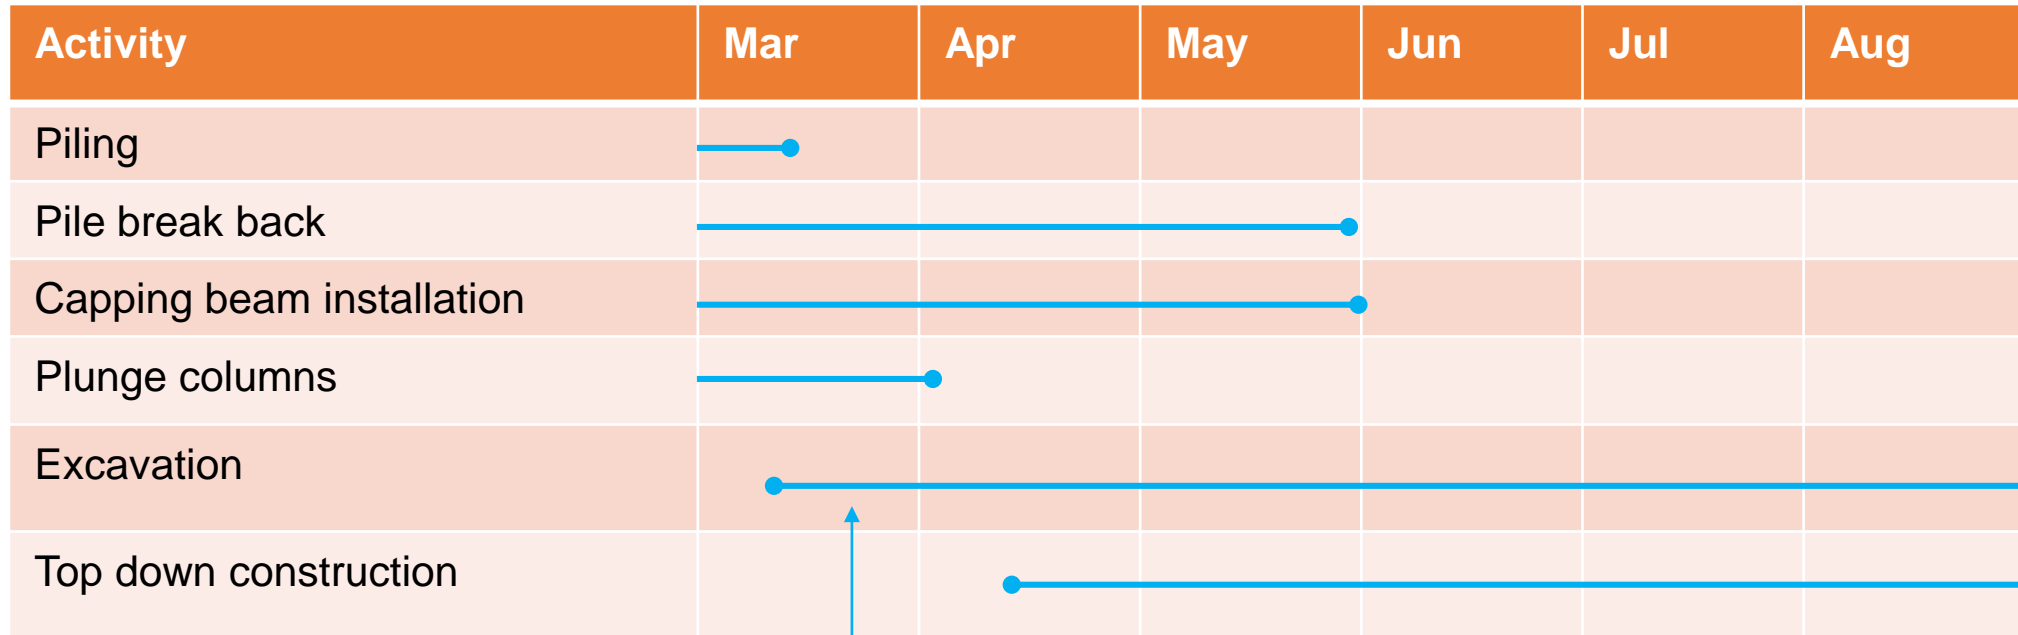 Activity Mar Apr May Jun Jul Aug
Piling
Pile break back
Capping beam installation
Plunge columns
Excavation
Top down construction